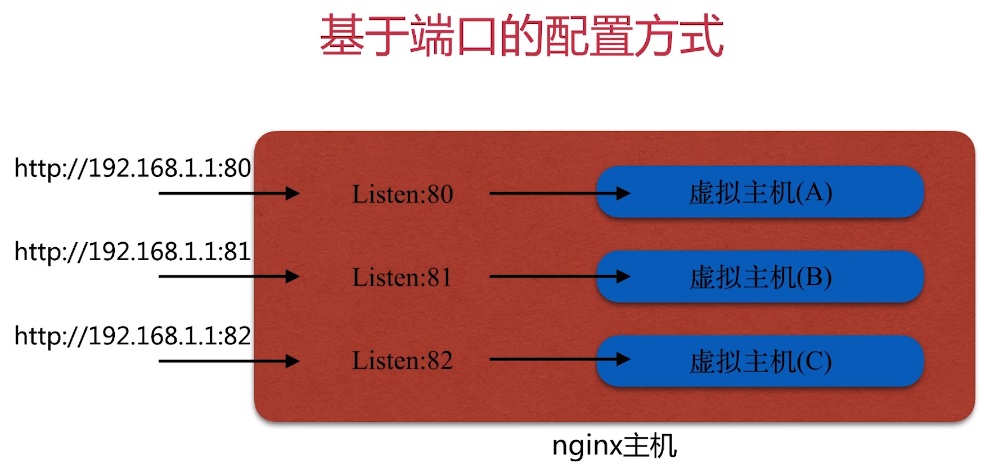 基于端口的配置方式
http://192.168.1.1:80
Listen:80
虚拟主机(A)
http://192.168.1.1:81
Listen:81
虚拟主机(B)
http://192.168.1.1:82
Listen:82
虚拟主机(C)
nginx主机